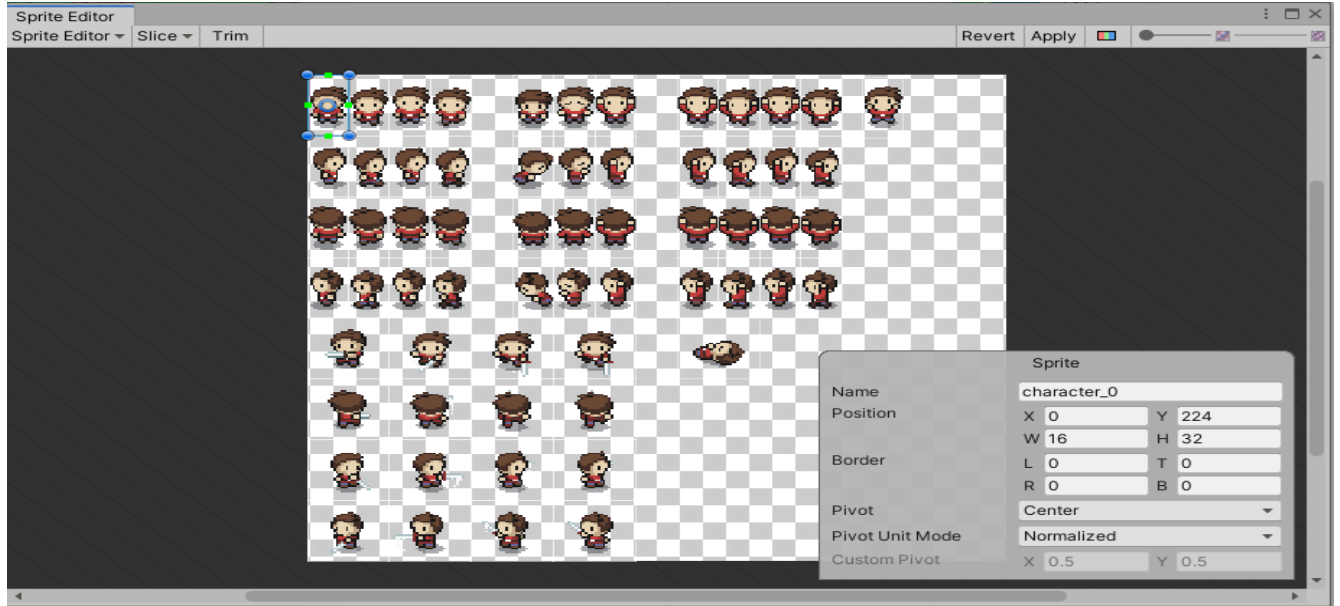 Sprite Editor
Sprite Editor Slice Trim Revert Apply
Sprite
Name character_0
Position X 0 Y 224
W 16 H 32
Border L 0 T 0
R 0 B 0
Pivot Center
Pivot Unit Mode Normalized
Custom Pivot X 0.5 Y 0.5